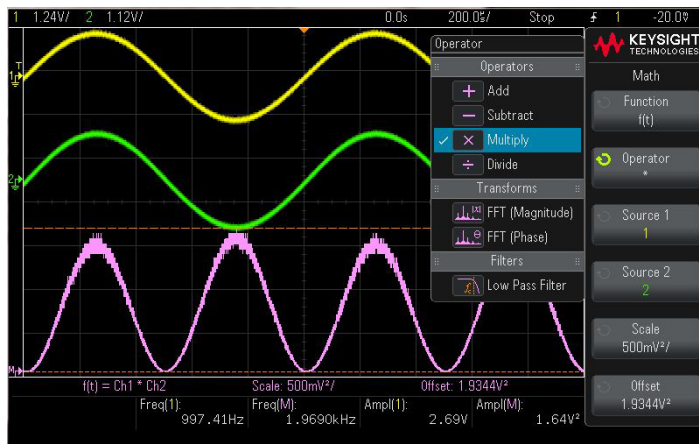 1 1.24V/ 2 1.12V/ 0.0s 200.0㎲/ Stop 1 -20.0%
KEYSIGHT
TECHNOLOGIES
Math
Function
f(t)
Operator
*
Source 1
1
Source 2
2
Scale
500mV²/
Offset
1.9344V²
Operator
Operators
+ Add
− Subtract
✓ × Multiply
÷ Divide
Transforms
FFT (Magnitude)
FFT (Phase)
Filters
Low Pass Filter
T
1
2
M
f(t) = Ch1 * Ch2 Scale: 500mV²/ Offset: 1.9344V²
Freq(1): Freq(M): Ampl(1): Ampl(M):
997.41Hz 1.9690kHz 2.69V 1.64V²